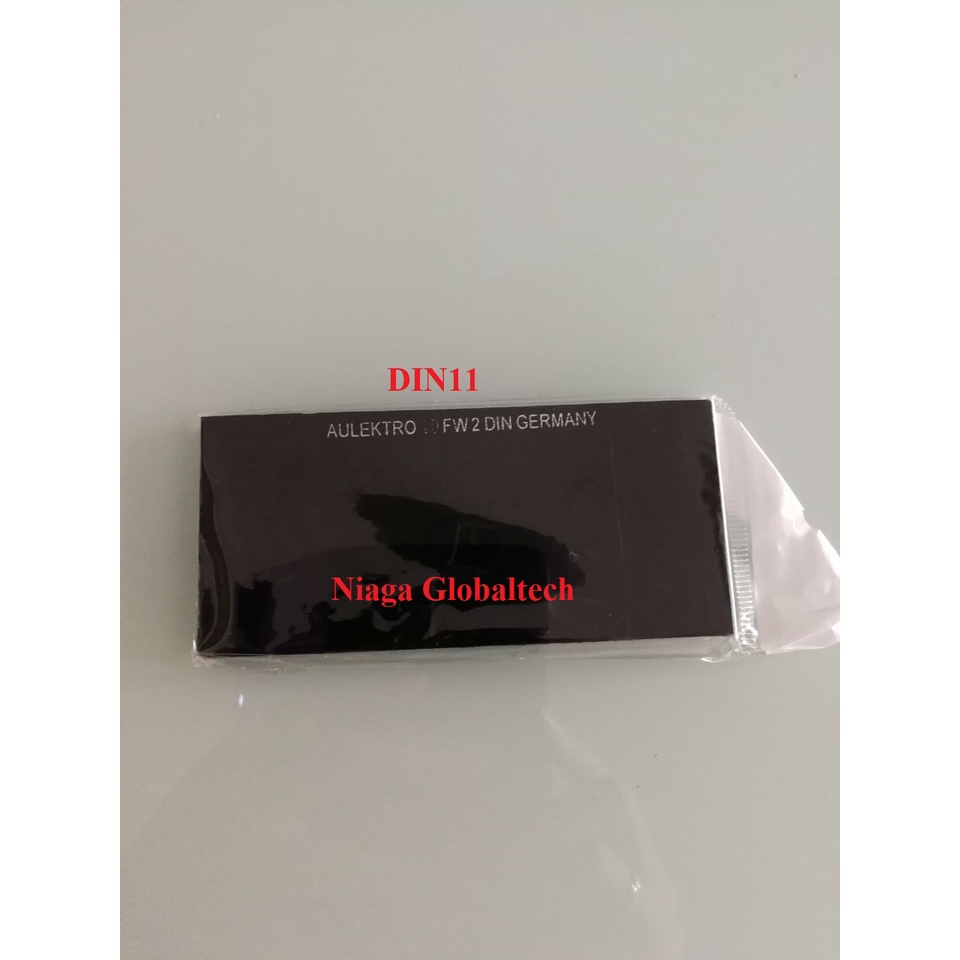 DIN11
AULEKTRO FW 2 DIN GERMANY
Niaga Globaltech